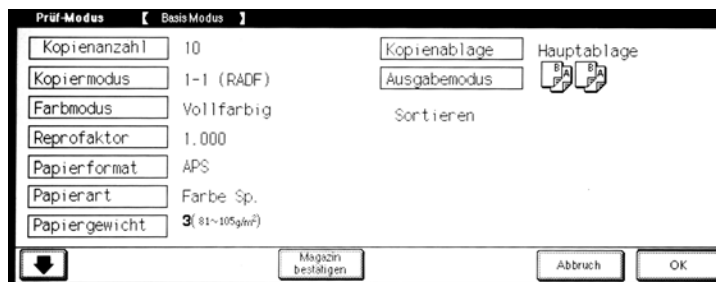 Prüf-Modus 【 Basis Modus 】
Kopienanzahl 10
Kopiermodus 1-1 (RADF)
Farbmodus Vollfarbig
Reprofaktor 1.000
Papierformat APS
Papierart Farbe Sp.
Papiergewicht 3(81~105g/m²)
Kopienablage Hauptablage
Ausgabemodus B A B A
Sortieren
Magazin
bestätigen
Abbruch
OK